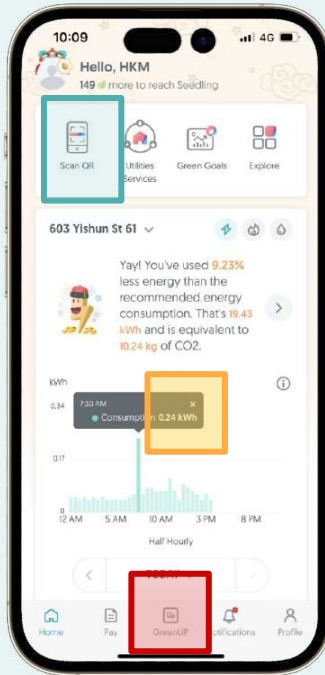 10:09
4G
Hello, HKM
149 more to reach Seedling
Scan QR
Utilities Services
Green Goals
Explore
603 Yishun St 61
Yay! You've used 9.23%
less energy than the
recommended energy
consumption. That's 19.43
kWh and is equivalent to
10.24 kg of CO2.
kWh
0.34
7:30 AM
Consumption 0.24 kWh
0.17
0
12 AM 5 AM 10 AM 3 PM 8 PM
Half Hourly
TODAY
Home
Pay
GreenUP
Notifications
Profile